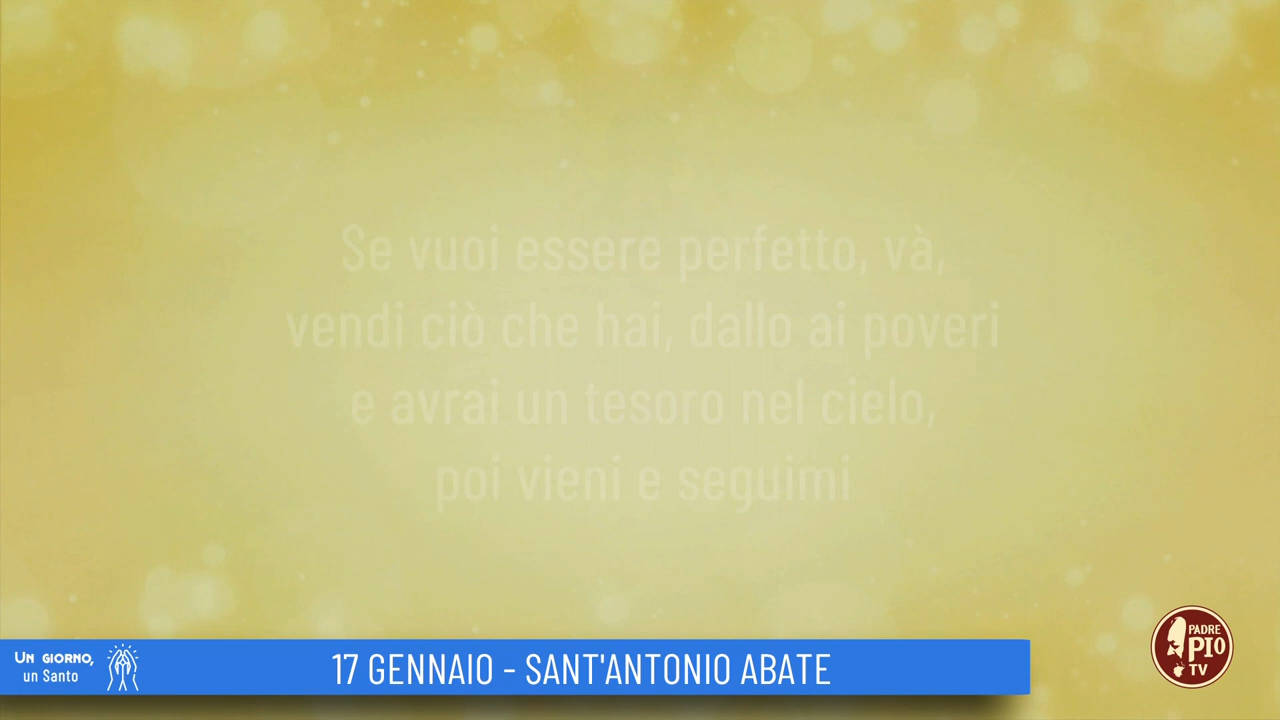 Se vuoi essere perfetto, và,
vendi ciò che hai, dallo ai poveri
e avrai un tesoro nel cielo,
poi vieni e seguimi
UN GIORNO,
un Santo
17 GENNAIO - SANT'ANTONIO ABATE
PADRE
PIO
TV